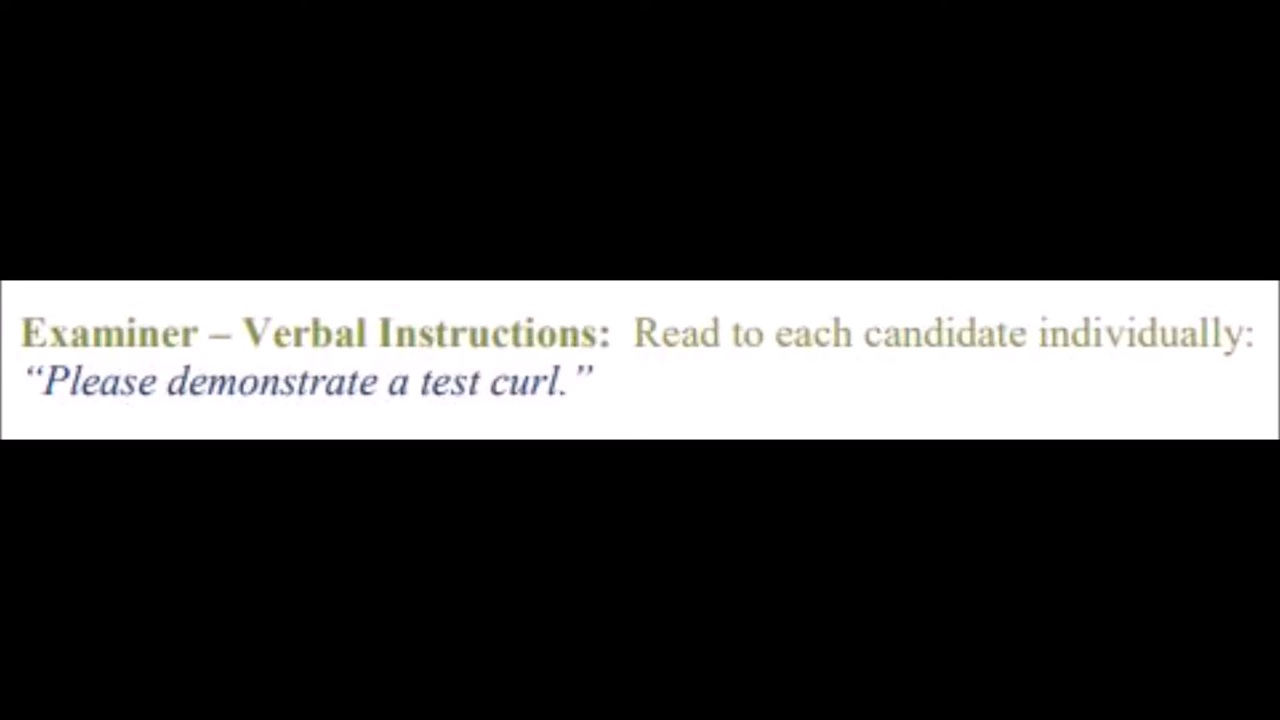 Examiner – Verbal Instructions: Read to each candidate individually:
“Please demonstrate a test curl.”